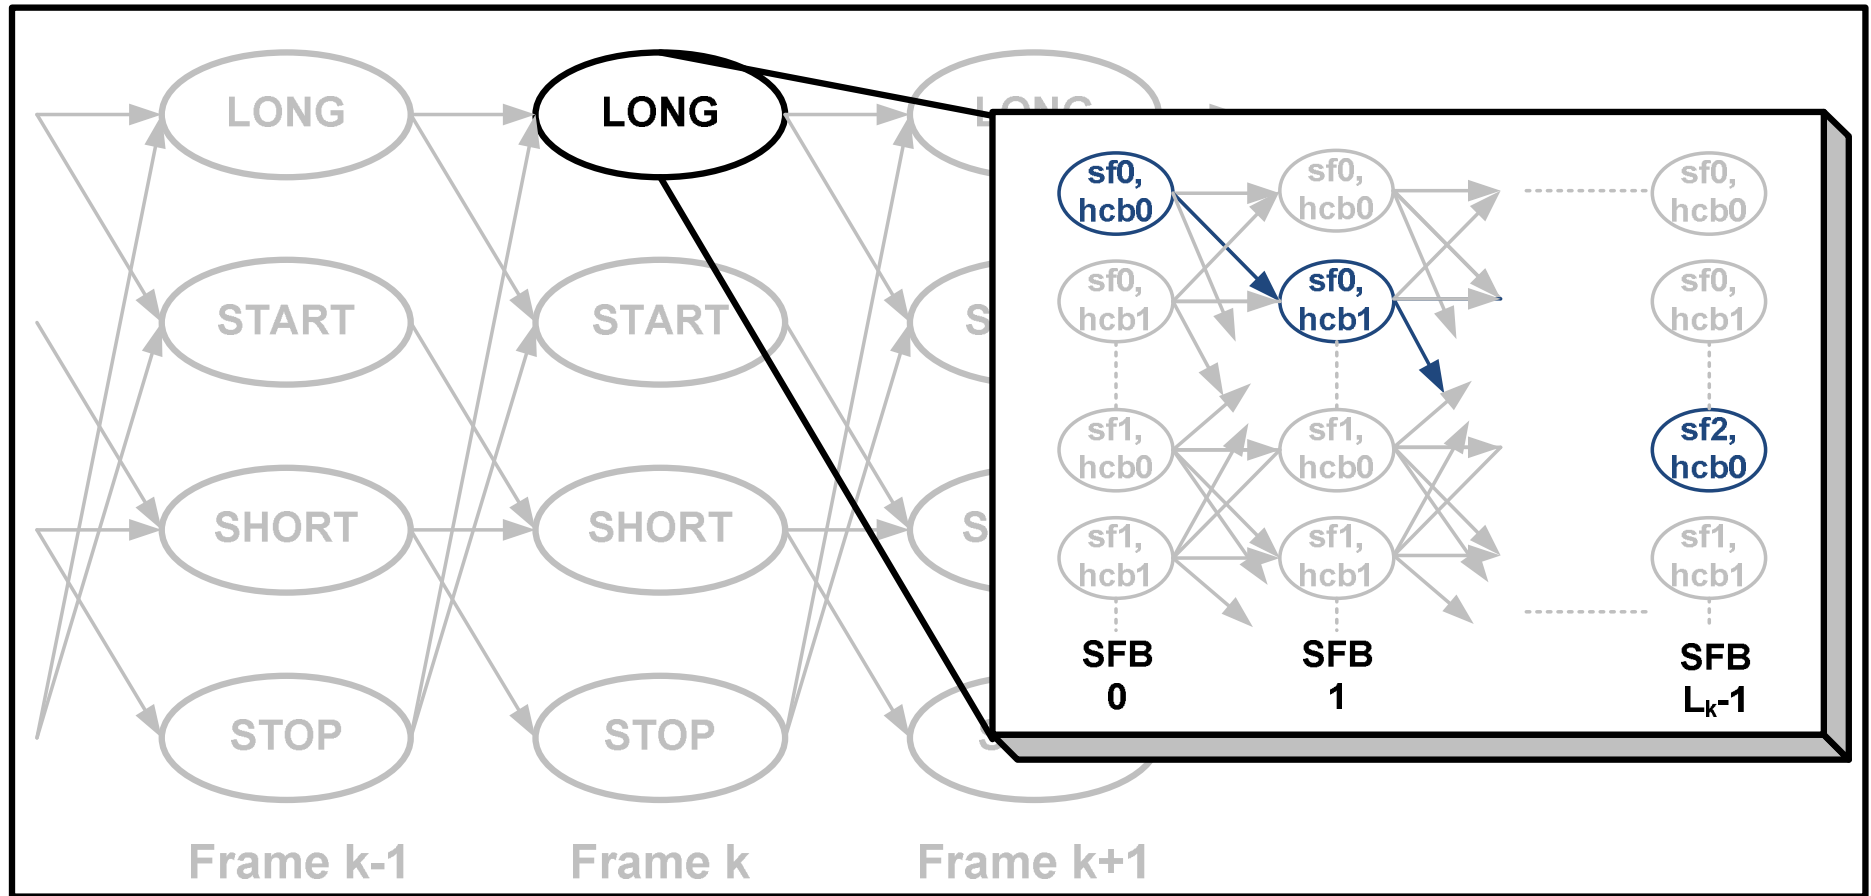 LONG
LONG
LONG
START
START
SHORT
SHORT
STOP
STOP
Frame k-1
Frame k
Frame k+1
sf0,
hcb0
sf0,
hcb0
sf0,
hcb0
sf0,
hcb1
sf0,
hcb1
sf0,
hcb1
sf1,
hcb0
sf1,
hcb0
sf2,
hcb0
sf1,
hcb1
sf1,
hcb1
sf1,
hcb1
SFB
0
SFB
1
SFB
Lk-1